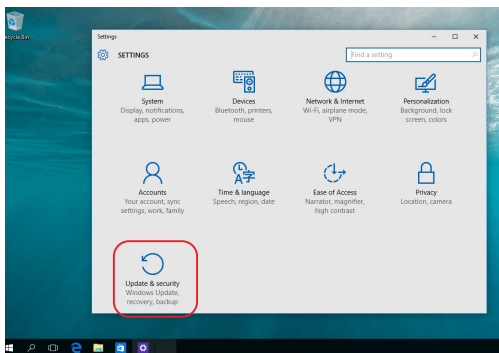 Recycle Bin
Settings
SETTINGS
Find a setting
System
Display, notifications,
apps, power
Devices
Bluetooth, printers,
mouse
Network & Internet
Wi-Fi, airplane mode,
VPN
Personalization
Background, lock
screen, colors
Accounts
Your account, sync
settings, work, family
Time & language
Speech, region, date
Ease of Access
Narrator, magnifier,
high contrast
Privacy
Location, camera
Update & security
Windows Update,
recovery, backup